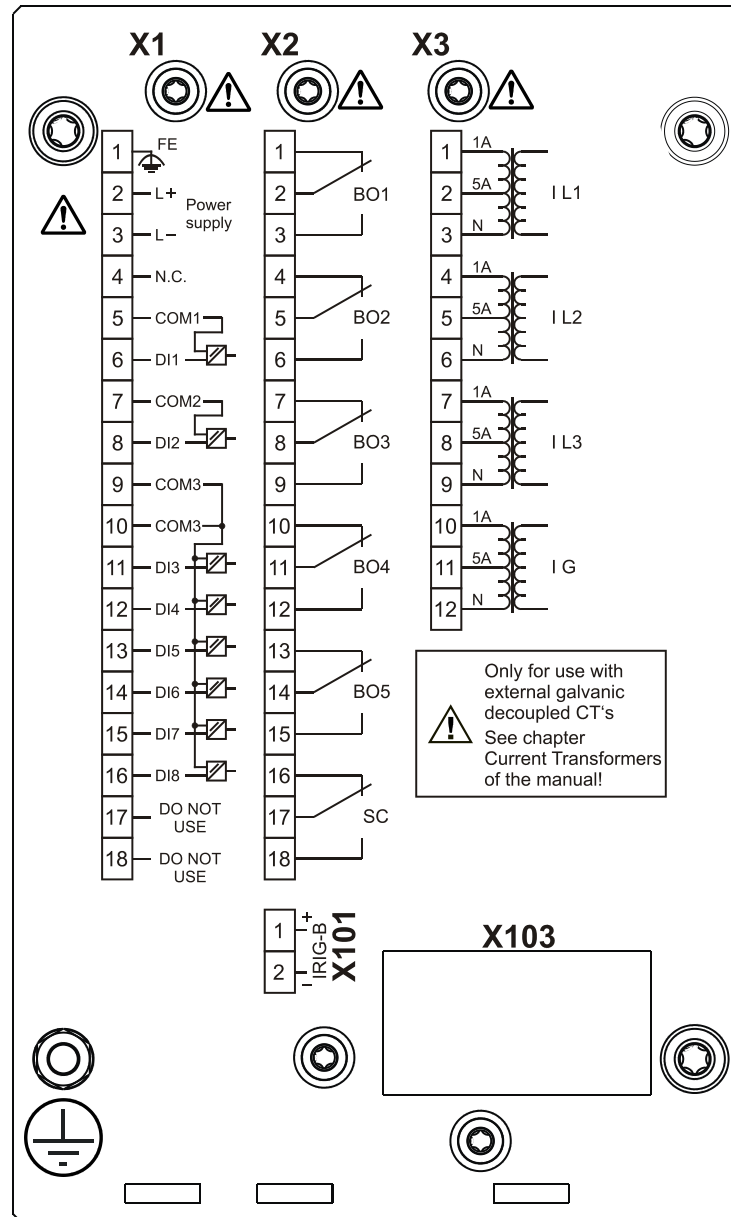 X1 X2 X3
1 FE
2 L+
Power
supply
3 L–
4 N.C.
5 COM1
6 DI1
7 COM2
8 DI2
9 COM3
10 COM3
11 DI3
12 DI4
13 DI5
14 DI6
15 DI7
16 DI8
17 DO NOT
USE
18 DO NOT
USE
1
2 BO1
3
4
5 BO2
6
7
8 BO3
9
10
11 BO4
12
13
14 BO5
15
16
17 SC
18
1 1A
2 5A I L1
3 N
4 1A
5 5A I L2
6 N
7 1A
8 5A I L3
9 N
10 1A
11 5A I G
12 N
Only for use with
external galvanic
decoupled CT‘s
See chapter
Current Transformers
of the manual!
1 +
2 –
IRIG-B
X101
X103